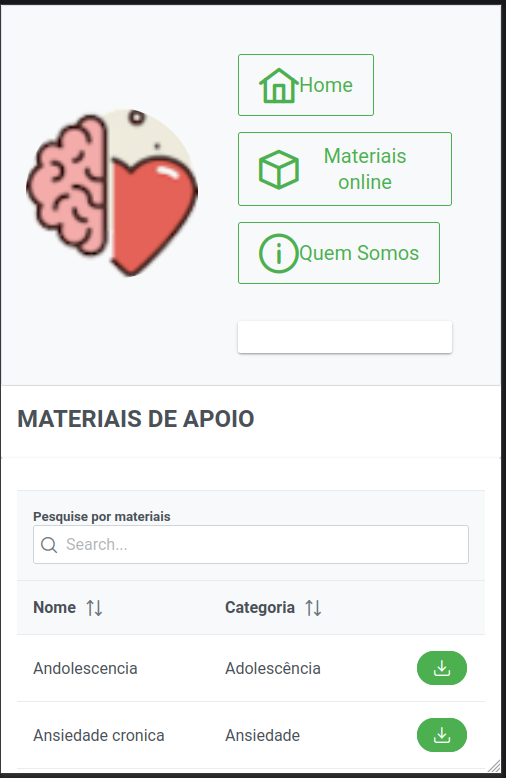 Home
Materiais
online
Quem Somos
MATERIAIS DE APOIO
Pesquise por materiais
Search...
Nome Categoria
Andolescencia Adolescência
Ansiedade cronica Ansiedade